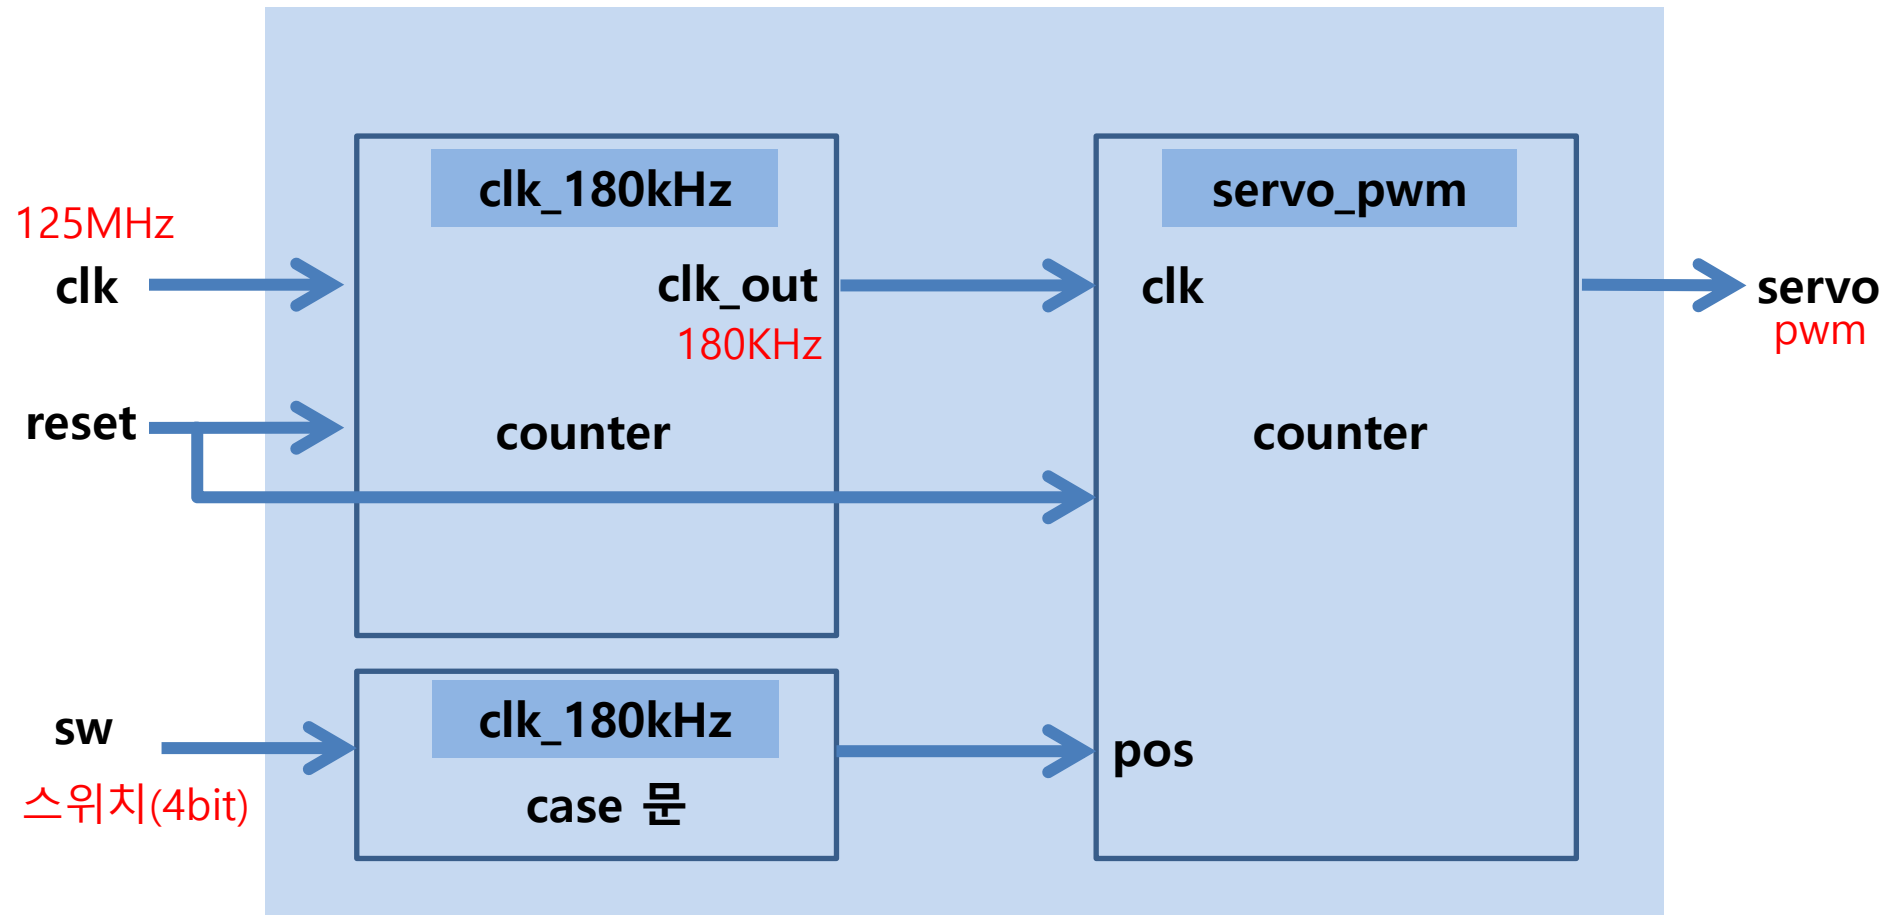 clk_180kHz
servo_pwm
125MHz
clk
clk_out
clk
servo
180KHz
pwm
reset
counter
counter
clk_180kHz
sw
pos
스위치(4bit)
case 문